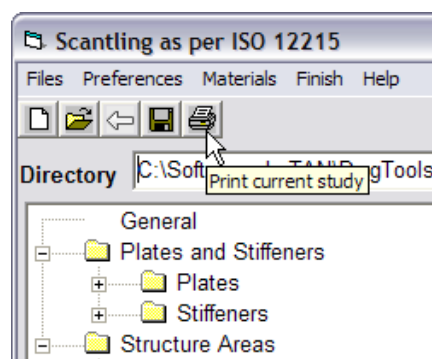 Scantling as per ISO 12215
Files Preferences Materials Finish Help
Directory C:\Soft
Print current study
General
Plates and Stiffeners
Plates
Stiffeners
Structure Areas